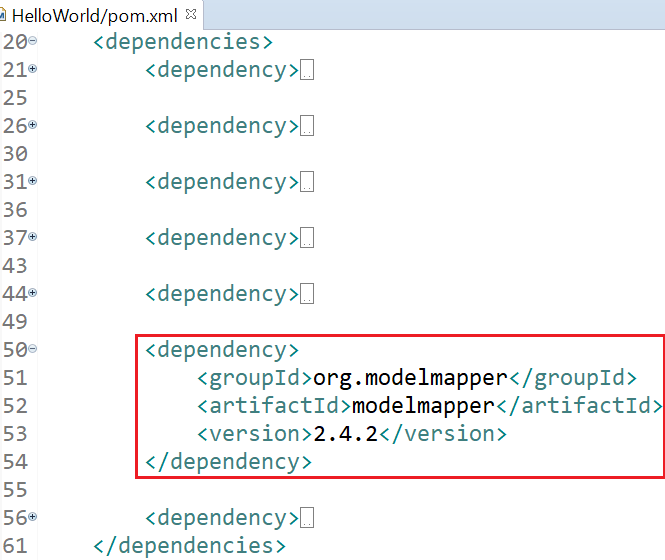 HelloWorld/pom.xml
20 <dependencies>
21 <dependency>
25
26 <dependency>
30
31 <dependency>
36
37 <dependency>
43
44 <dependency>
49
50 <dependency>
51 <groupId>org.modelmapper</groupId>
52 <artifactId>modelmapper</artifactId>
53 <version>2.4.2</version>
54 </dependency>
55
56 <dependency>
61 </dependencies>